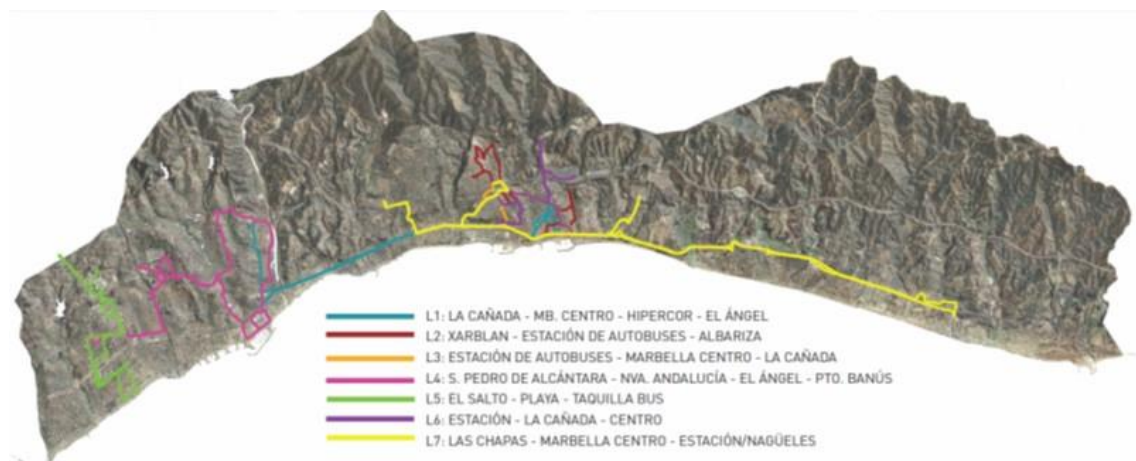 L1: LA CAÑADA - MB. CENTRO - HIPERCOR - EL ÁNGEL
L2: XARBLAN - ESTACIÓN DE AUTOBUSES - ALBARIZA
L3: ESTACIÓN DE AUTOBUSES - MARBELLA CENTRO - LA CAÑADA
L4: S. PEDRO DE ALCÁNTARA - NVA. ANDALUCÍA - EL ÁNGEL - PTO. BANÚS
L5: EL SALTO - PLAYA - TAQUILLA BUS
L6: ESTACIÓN - LA CAÑADA - CENTRO
L7: LAS CHAPAS - MARBELLA CENTRO - ESTACIÓN/NAGÜELES